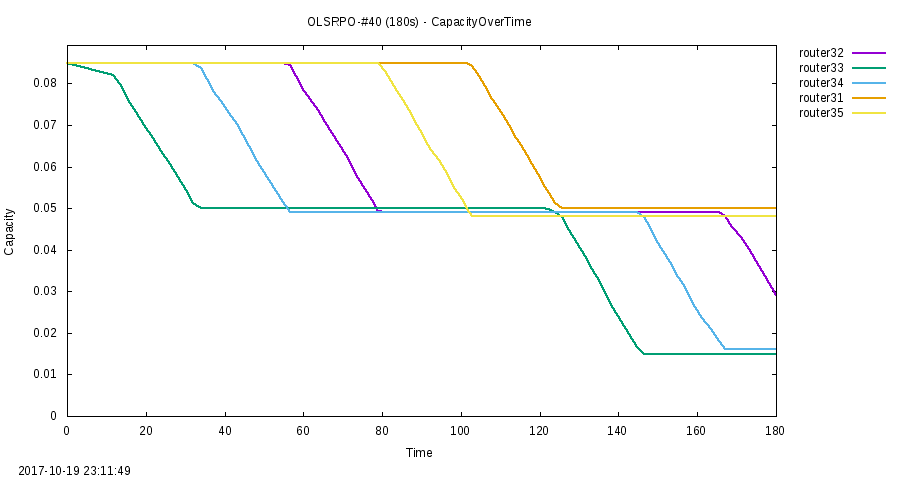 OLSRPO-#40 (180s) - CapacityOverTime
router32
router33
router34
router31
router35
0.08
0.07
0.06
0.05
0.04
0.03
0.02
0.01
0
Capacity
0 20 40 60 80 100 120 140 160 180
Time
2017-10-19 23:11:49